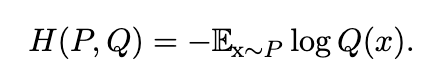 H(P, Q) = −𝔼ₓ∼P log Q(x).